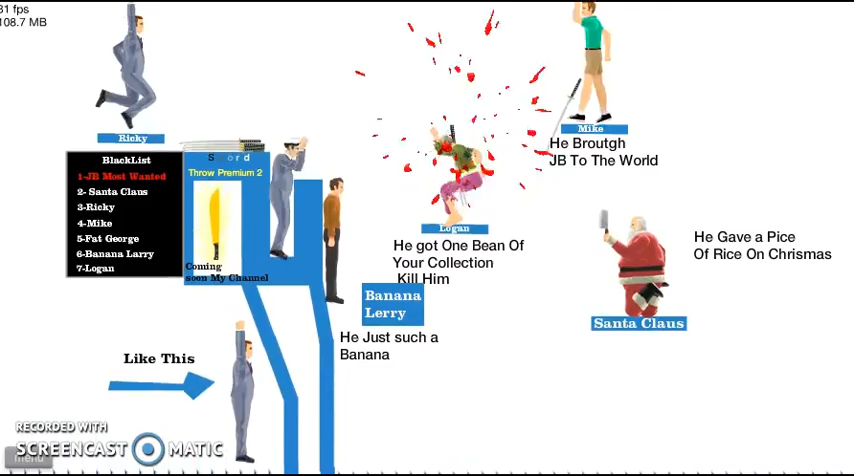 31 fps
108.7 MB
Ricky
Mike
He Broutgh
JB To The World
BlackList
1-JB Most Wanted
2- Santa Claus
3-Ricky
4-Mike
5-Fat George
6-Banana Larry
7-Logan
S o r d
Throw Premium 2
Coming
soon My Channel
Logan
He got One Bean Of
Your Collection
Kill Him
He Gave a Pice
Of Rice On Chrismas
Santa Claus
Banana
Lerry
He Just such a
Banana
Like This
RECORDED WITH
SCREENCAST MATIC
menu